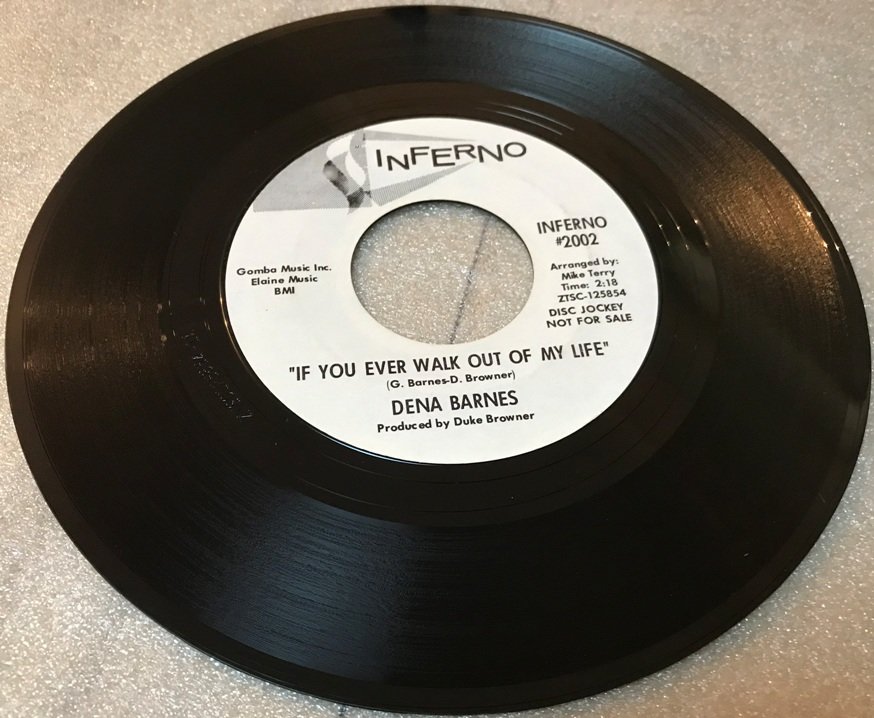 INFERNO
INFERNO
#2002
Gomba Music Inc.
Elaine Music
BMI
Arranged by:
Mike Terry
Time: 2:18
ZTSC-125854
DISC JOCKEY
NOT FOR SALE
"IF YOU EVER WALK OUT OF MY LIFE"
(G. Barnes-D. Browner)
DENA BARNES
Produced by Duke Browner